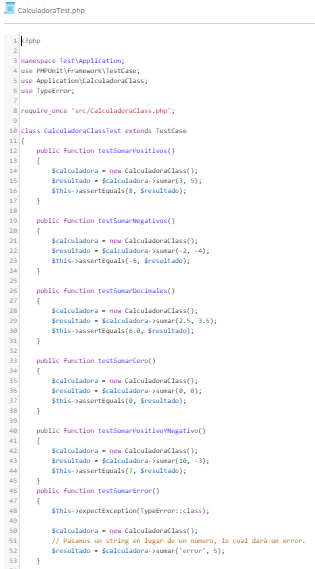 CalculadoraTest.php
1 <?php
2
3 namespace Test\Application;
4 use PHPUnit\Framework\TestCase;
5 use Application\CalculadoraClass;
6 use TypeError;
7
8 require_once 'src/CalculadoraClass.php';
9
10 class CalculadoraClassTest extends TestCase
11 {
12 public function testSumarPositivos()
13 {
14 $calculadora = new CalculadoraClass();
15 $resultado = $calculadora->sumar(3, 5);
16 $this->assertEquals(8, $resultado);
17 }
18
19 public function testSumarNegativos()
20 {
21 $calculadora = new CalculadoraClass();
22 $resultado = $calculadora->sumar(-2, -4);
23 $this->assertEquals(-6, $resultado);
24 }
25
26 public function testSumarDecimales()
27 {
28 $calculadora = new CalculadoraClass();
29 $resultado = $calculadora->sumar(2.5, 3.5);
30 $this->assertEquals(6.0, $resultado);
31 }
32
33 public function testSumarCero()
34 {
35 $calculadora = new CalculadoraClass();
36 $resultado = $calculadora->sumar(0, 0);
37 $this->assertEquals(0, $resultado);
38 }
39
40 public function testSumarPositivoYNegativo()
41 {
42 $calculadora = new CalculadoraClass();
43 $resultado = $calculadora->sumar(10, -3);
44 $this->assertEquals(7, $resultado);
45 }
46 public function testSumarError()
47 {
48 $this->expectException(TypeError::class);
49
50 $calculadora = new CalculadoraClass();
51 // Pasamos un string en lugar de un número, lo cual dará un error.
52 $resultado = $calculadora->sumar('error', 5);
53 }